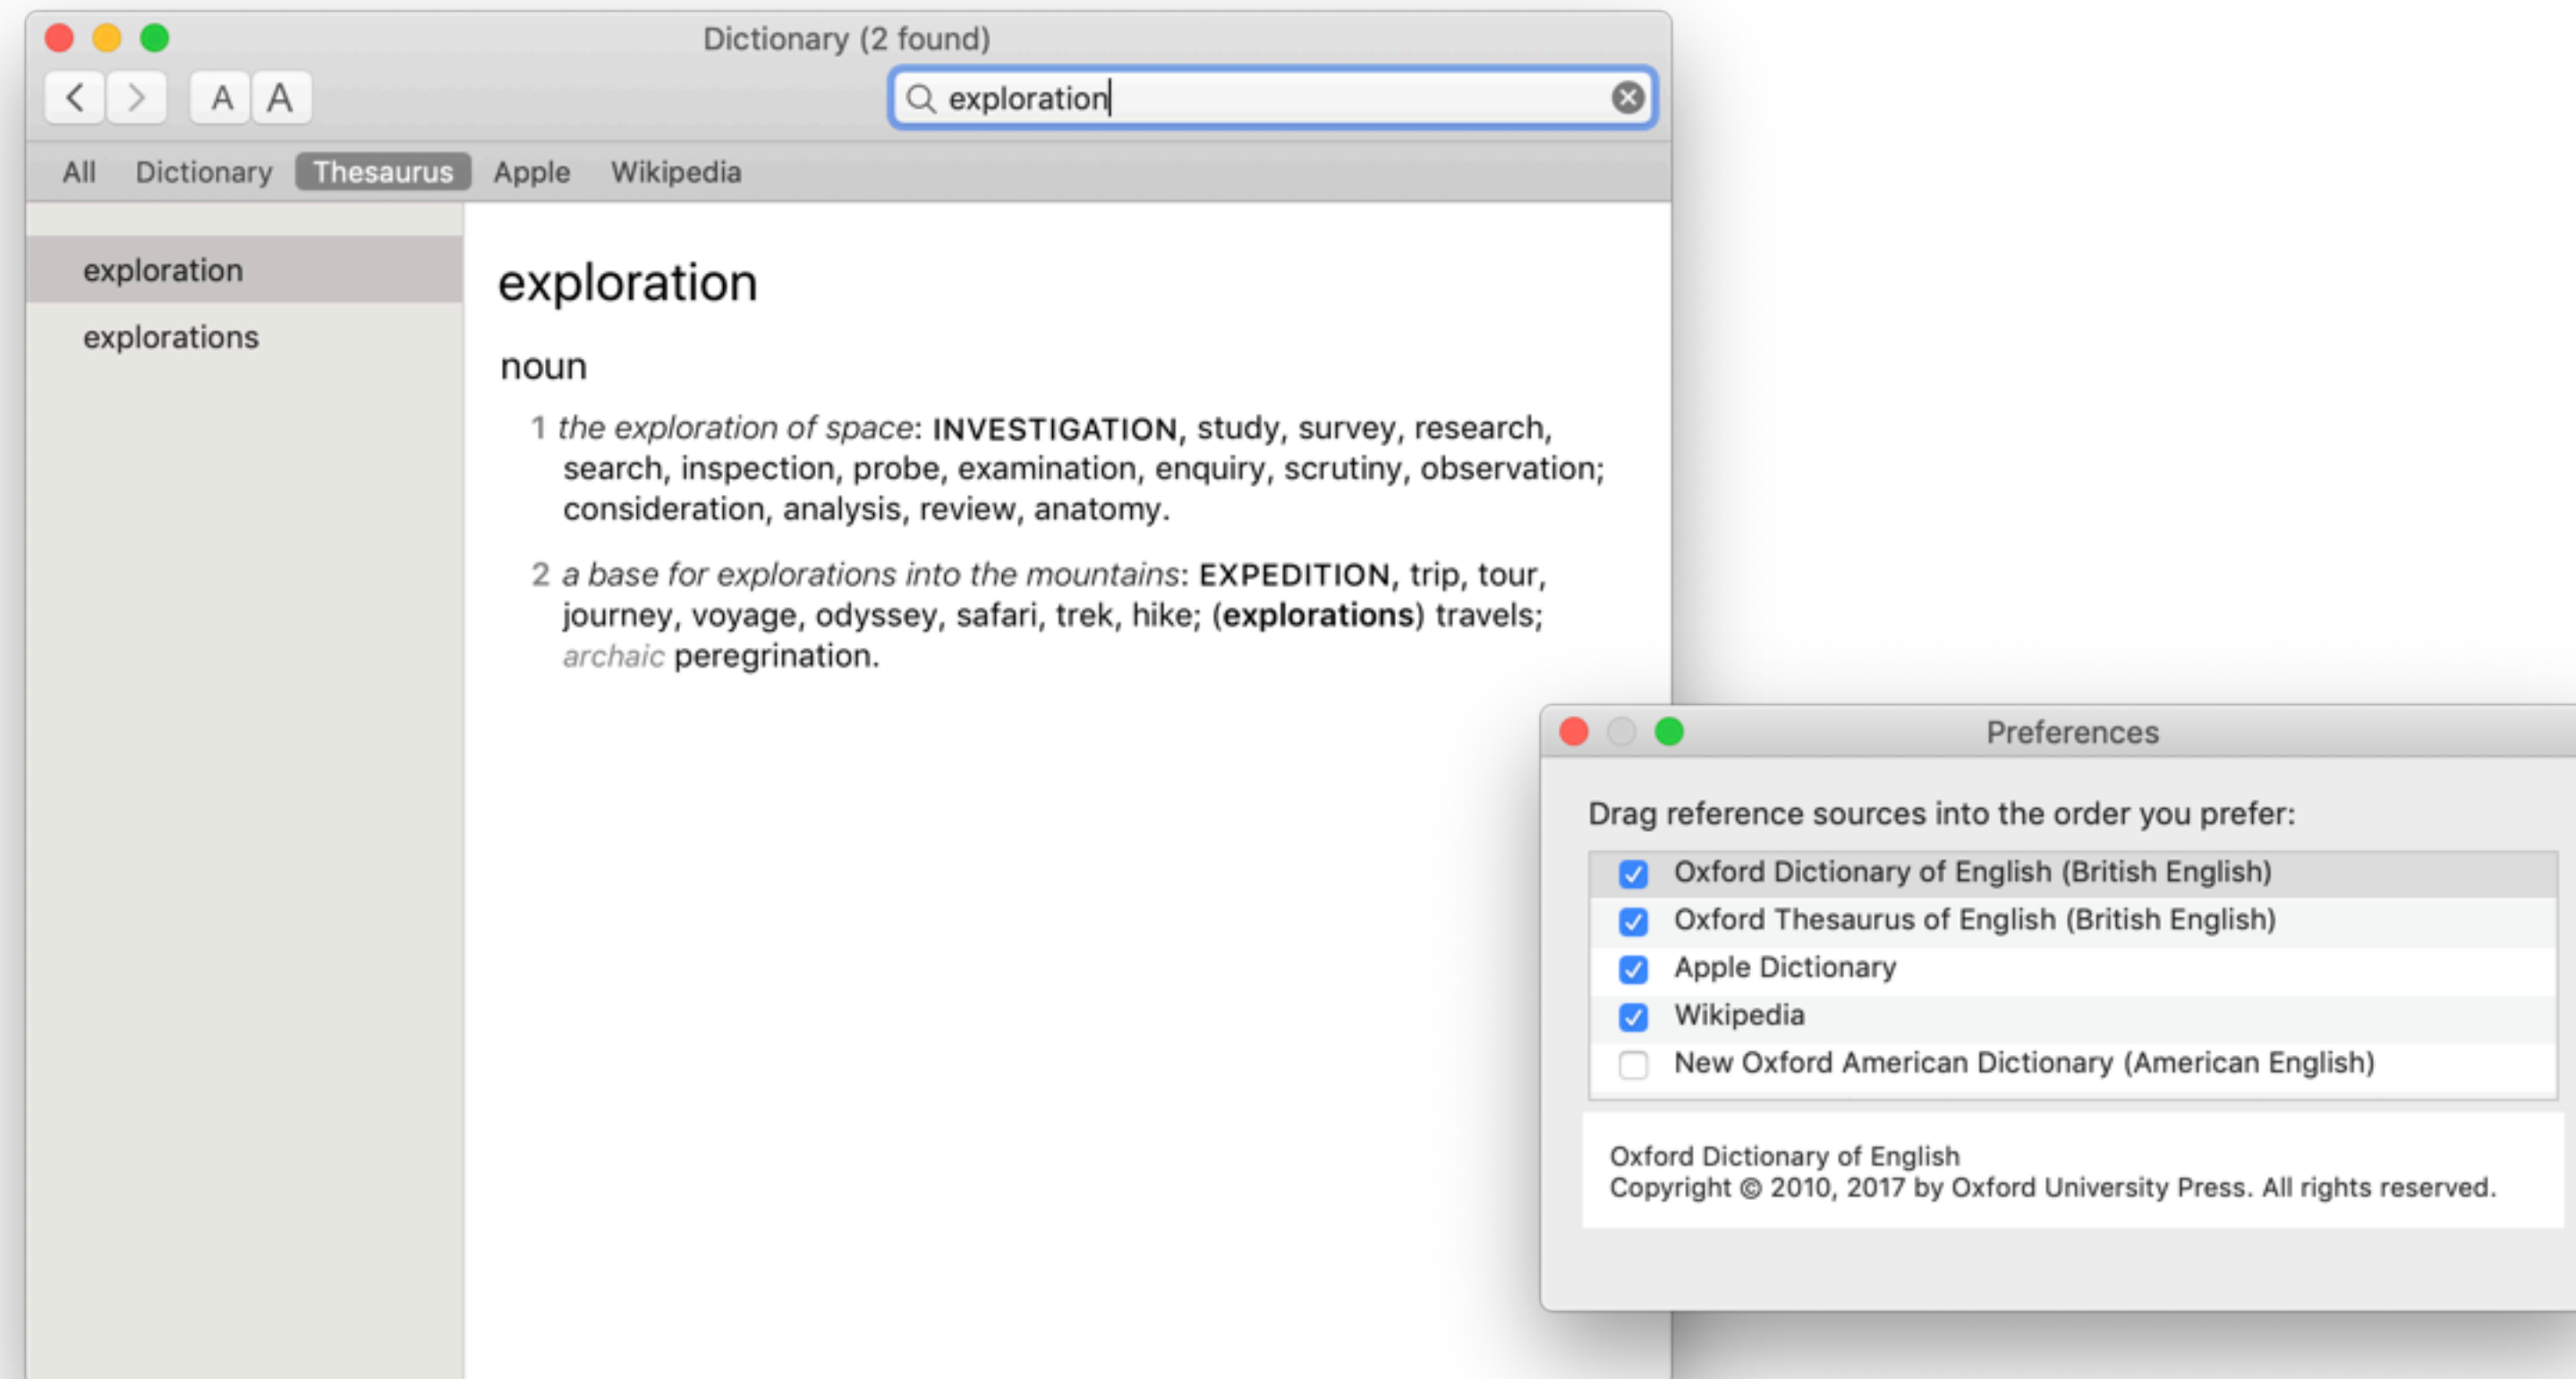 Dictionary (2 found)
A A
exploration
All Dictionary Thesaurus Apple Wikipedia
exploration
explorations
exploration
noun
1 the exploration of space: INVESTIGATION, study, survey, research,
search, inspection, probe, examination, enquiry, scrutiny, observation;
consideration, analysis, review, anatomy.
2 a base for explorations into the mountains: EXPEDITION, trip, tour,
journey, voyage, odyssey, safari, trek, hike; (explorations) travels;
archaic peregrination.
Preferences
Drag reference sources into the order you prefer:
Oxford Dictionary of English (British English)
Oxford Thesaurus of English (British English)
Apple Dictionary
Wikipedia
New Oxford American Dictionary (American English)
Oxford Dictionary of English
Copyright © 2010, 2017 by Oxford University Press. All rights reserved.